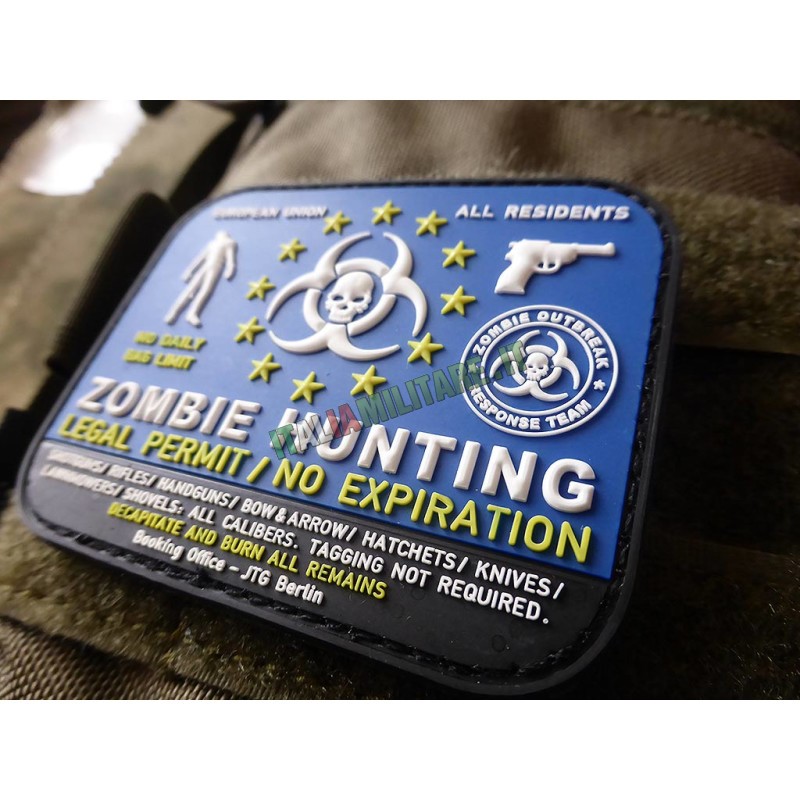 EUROPEAN UNION
ALL RESIDENTS
NO DAILY
BAG LIMIT
ZOMBIE OUTBREAK
RESPONSE TEAM
ITALIAMILITARE.IT
ZOMBIE HUNTING
LEGAL PERMIT / NO EXPIRATION
SHOTGUNS/ RIFLES/ HANDGUNS/ BOW&ARROW/ HATCHETS/ KNIVES/
LAWNMOWERS/ SHOVELS: ALL CALIBERS. TAGGING NOT REQUIRED.
DECAPITATE AND BURN ALL REMAINS
Booking Office - JTG Berlin